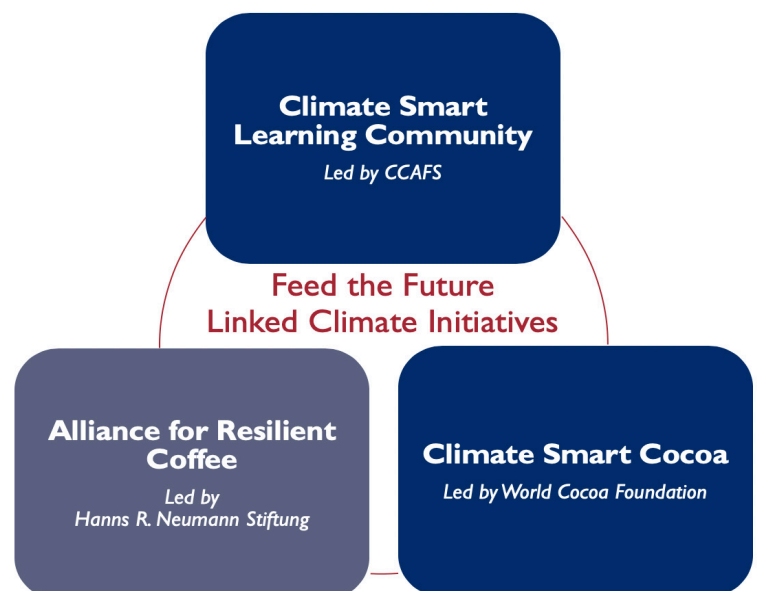 Climate Smart
Learning Community
Led by CCAFS
Feed the Future
Linked Climate Initiatives
Alliance for Resilient
Coffee
Led by
Hanns R. Neumann Stiftung
Climate Smart Cocoa
Led by World Cocoa Foundation